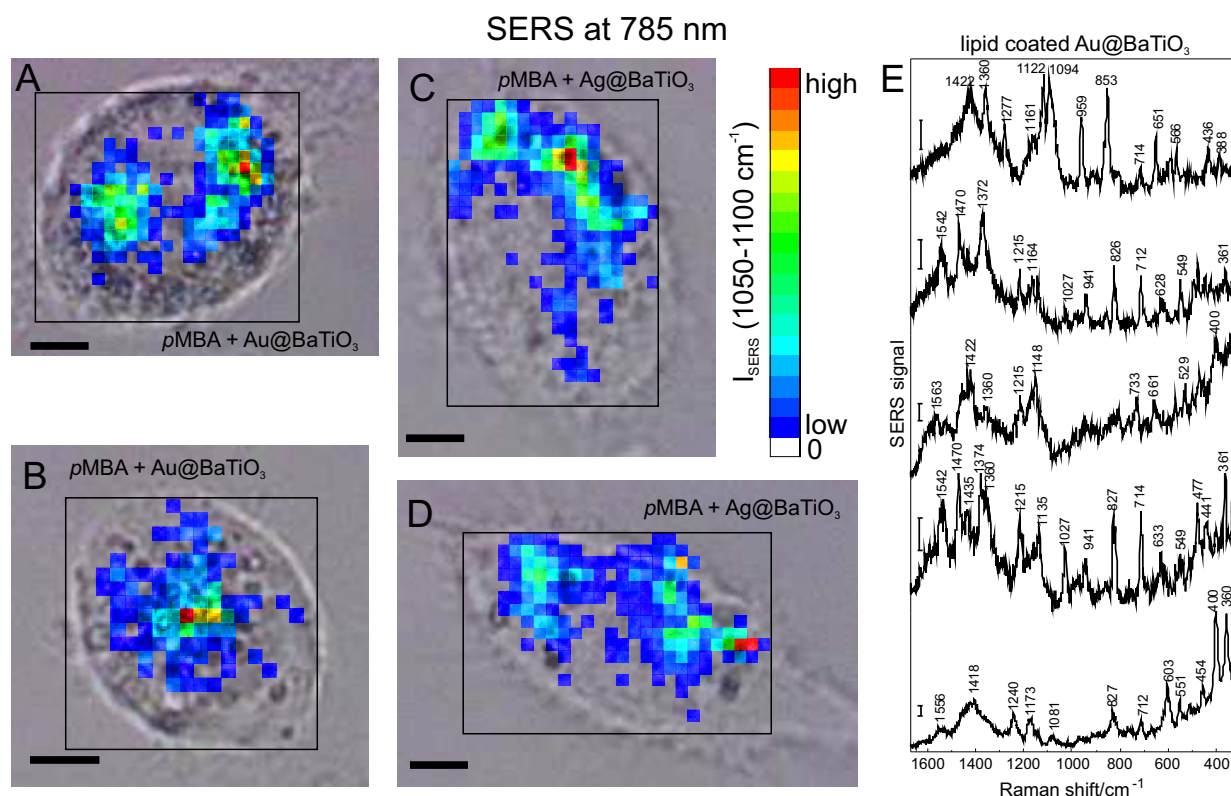 SERS at 785 nm
A
pMBA + Au@BaTiO₃
B
pMBA + Au@BaTiO₃
C
pMBA + Ag@BaTiO₃
D
pMBA + Ag@BaTiO₃
high
low
0
I_SERS (1050-1100 cm⁻¹)
E
lipid coated Au@BaTiO₃
SERS signal
1422 1360 1277 1161 1122 1094 959 853 714 651 566 436 388
1542 1470 1372 1215 1164 1027 941 826 712 628 549 361
1563 1422 1360 1215 1148 733 661 529 400
1542 1470 1435 1374 1360 1215 1135 1027 941 827 714 633 549 477 441 361
1556 1418 1240 1173 1081 827 712 603 551 454 400 360
1600 1400 1200 1000 800 600 400
Raman shift/cm⁻¹